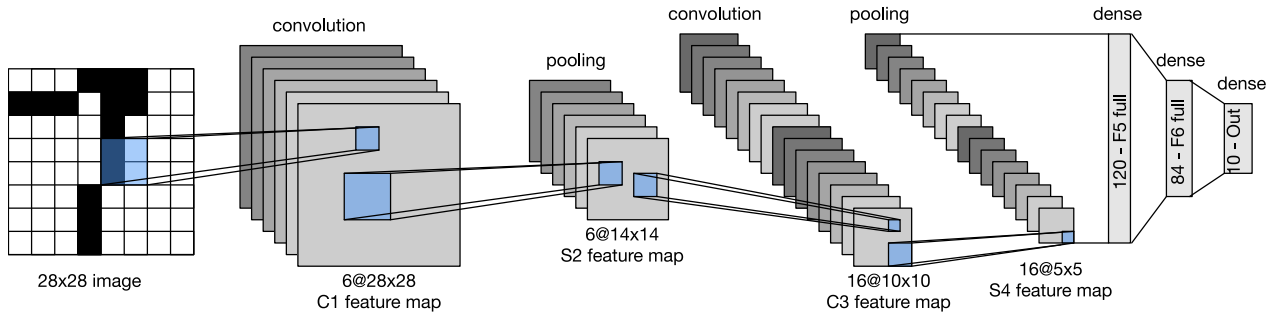 convolution
pooling
convolution
pooling
dense
dense
dense
28x28 image
6@28x28
C1 feature map
6@14x14
S2 feature map
16@10x10
C3 feature map
16@5x5
S4 feature map
120 - F5 full
84 - F6 full
10 - Out